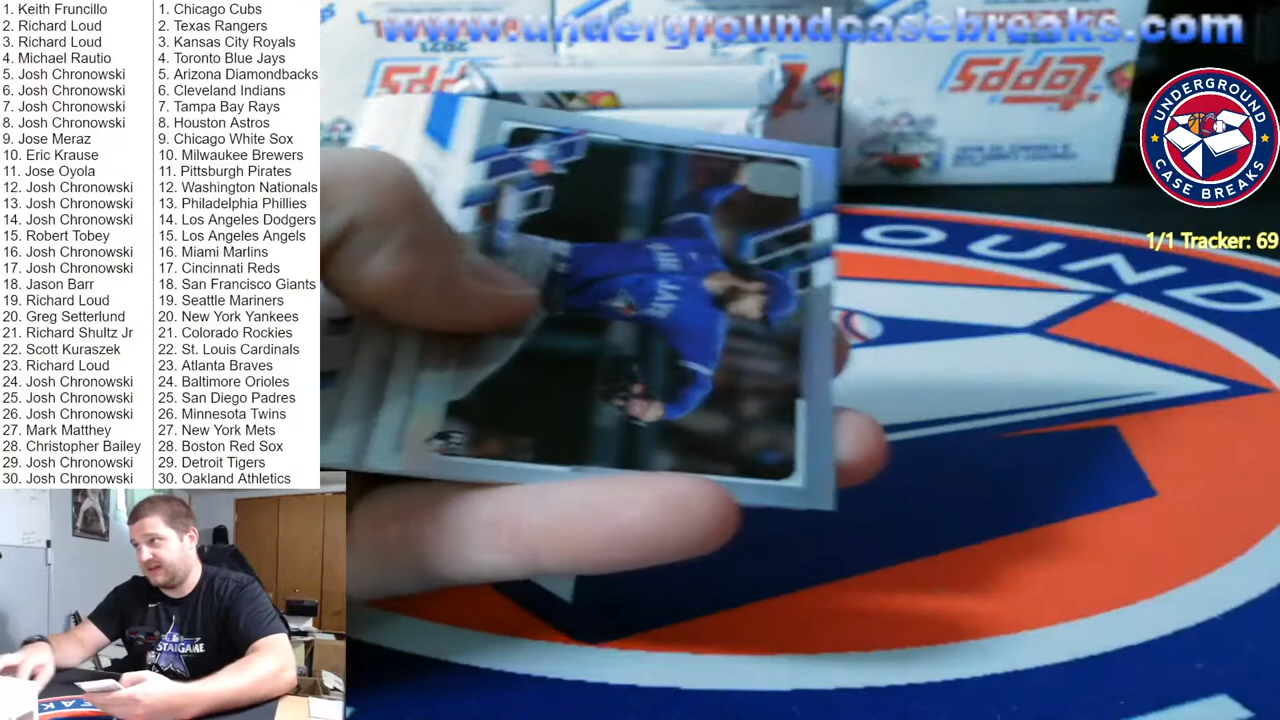 1. Keith Fruncillo
2. Richard Loud
3. Richard Loud
4. Michael Rautio
5. Josh Chronowski
6. Josh Chronowski
7. Josh Chronowski
8. Josh Chronowski
9. Jose Meraz
10. Eric Krause
11. Jose Oyola
12. Josh Chronowski
13. Josh Chronowski
14. Josh Chronowski
15. Robert Tobey
16. Josh Chronowski
17. Josh Chronowski
18. Jason Barr
19. Richard Loud
20. Greg Setterlund
21. Richard Shultz Jr
22. Scott Kuraszek
23. Richard Loud
24. Josh Chronowski
25. Josh Chronowski
26. Josh Chronowski
27. Mark Matthey
28. Christopher Bailey
29. Josh Chronowski
30. Josh Chronowski
1. Chicago Cubs
2. Texas Rangers
3. Kansas City Royals
4. Toronto Blue Jays
5. Arizona Diamondbacks
6. Cleveland Indians
7. Tampa Bay Rays
8. Houston Astros
9. Chicago White Sox
10. Milwaukee Brewers
11. Pittsburgh Pirates
12. Washington Nationals
13. Philadelphia Phillies
14. Los Angeles Dodgers
15. Los Angeles Angels
16. Miami Marlins
17. Cincinnati Reds
18. San Francisco Giants
19. Seattle Mariners
20. New York Yankees
21. Colorado Rockies
22. St. Louis Cardinals
23. Atlanta Braves
24. Baltimore Orioles
25. San Diego Padres
26. Minnesota Twins
27. New York Mets
28. Boston Red Sox
29. Detroit Tigers
30. Oakland Athletics
www.undergroundcasebreaks.com
Topps
UNDERGROUND
CASE BREAKS
1/1 Tracker: 69
OUND